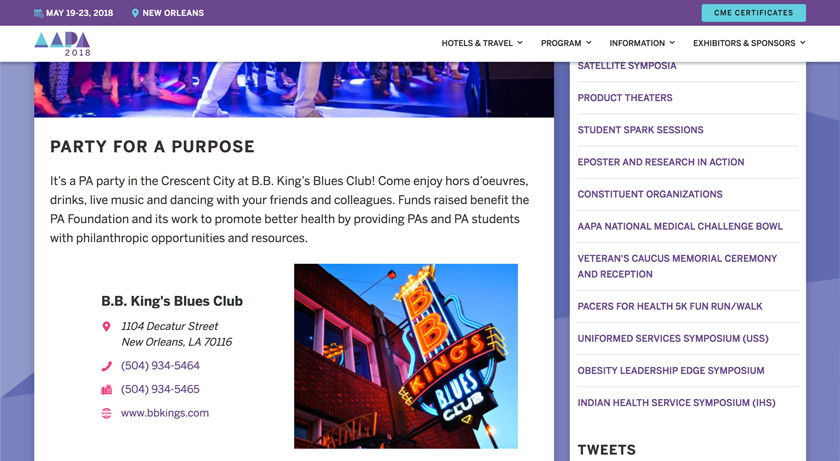 MAY 19-23, 2018
NEW ORLEANS
CME CERTIFICATES
AAPA
2018
HOTELS & TRAVEL
PROGRAM
INFORMATION
EXHIBITORS & SPONSORS
PARTY FOR A PURPOSE
It's a PA party in the Crescent City at B.B. King's Blues Club! Come enjoy hors d'oeuvres,
drinks, live music and dancing with your friends and colleagues. Funds raised benefit the
PA Foundation and its work to promote better health by providing PAs and PA students
with philanthropic opportunities and resources.
B.B. King's Blues Club
1104 Decatur Street
New Orleans, LA 70116
(504) 934-5464
(504) 934-5465
www.bbkings.com
BB
KING'S
BLUES
CLUB
KING
SATELLITE SYMPOSIA
PRODUCT THEATERS
STUDENT SPARK SESSIONS
EPOSTER AND RESEARCH IN ACTION
CONSTITUENT ORGANIZATIONS
AAPA NATIONAL MEDICAL CHALLENGE BOWL
VETERAN'S CAUCUS MEMORIAL CEREMONY
AND RECEPTION
PACERS FOR HEALTH 5K FUN RUN/WALK
UNIFORMED SERVICES SYMPOSIUM (USS)
OBESITY LEADERSHIP EDGE SYMPOSIUM
INDIAN HEALTH SERVICE SYMPOSIUM (IHS)
TWEETS